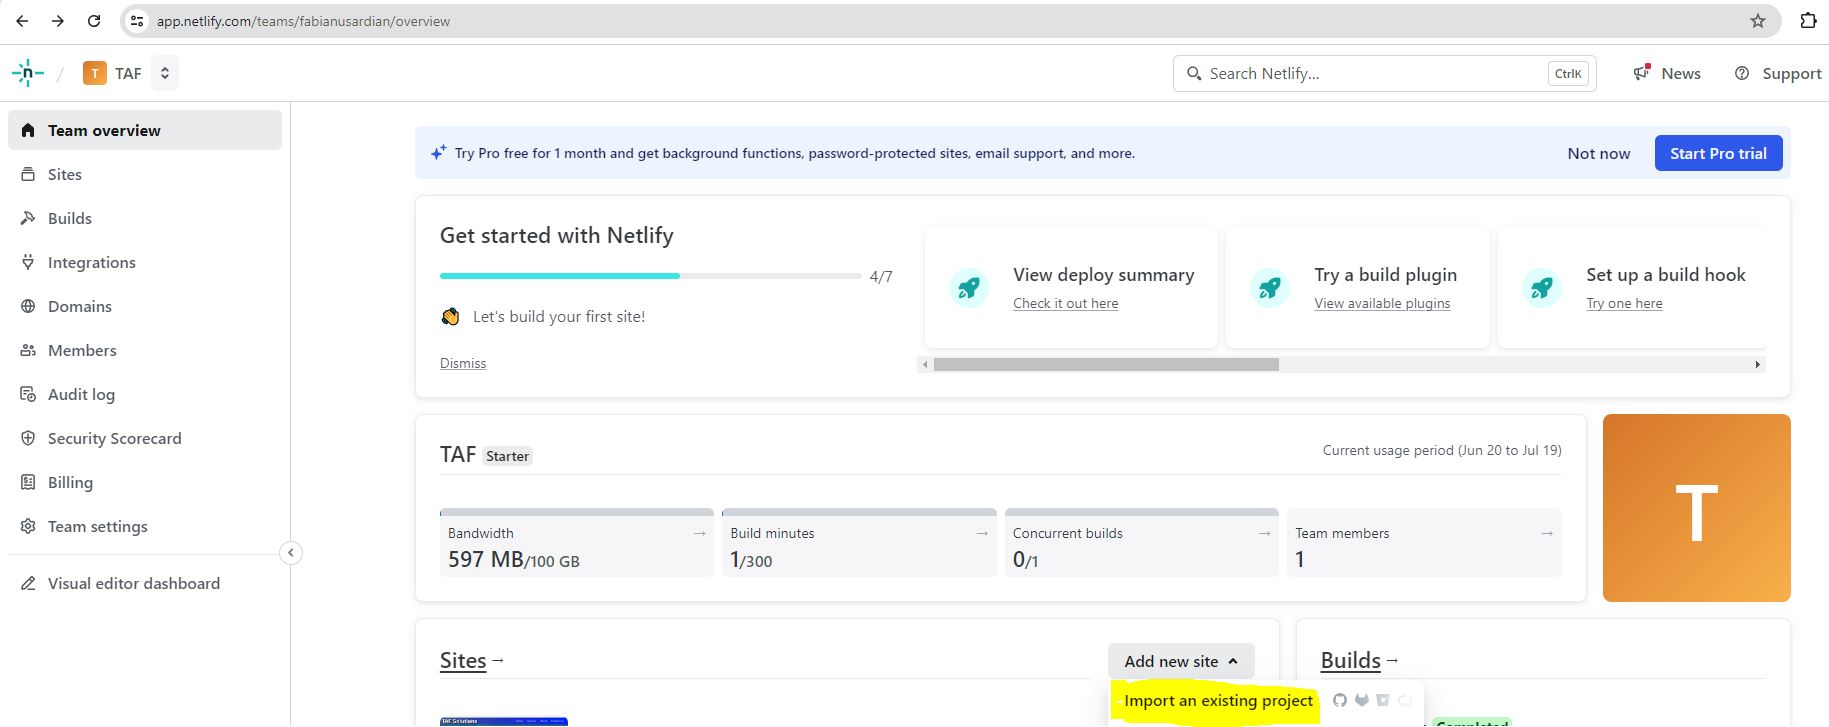 app.netlify.com/teams/fabianusardian/overview
n / T TAF
Search Netlify... CtrlK
News
Support
Team overview
Sites
Builds
Integrations
Domains
Members
Audit log
Security Scorecard
Billing
Team settings
Visual editor dashboard
Try Pro free for 1 month and get background functions, password-protected sites, email support, and more.
Not now
Start Pro trial
Get started with Netlify
4/7
Let's build your first site!
Dismiss
View deploy summary
Check it out here
Try a build plugin
View available plugins
Set up a build hook
Try one here
TAF Starter
Current usage period (Jun 20 to Jul 19)
Bandwidth →
597 MB/100 GB
Build minutes →
1/300
Concurrent builds →
0/1
Team members →
1
T
Sites →
Add new site
Import an existing project
TAF Solutions
Builds →
Completed